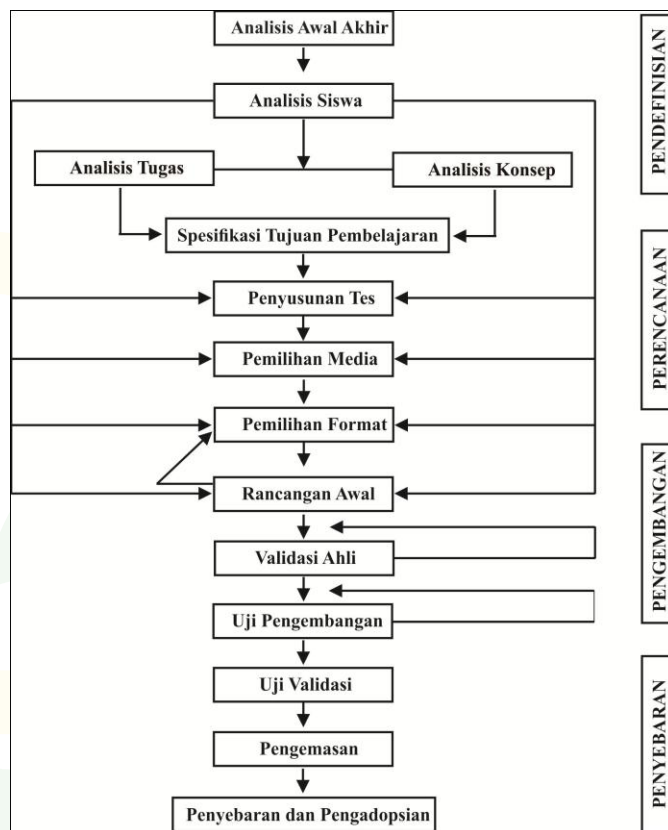 Analisis Awal Akhir
Analisis Siswa
Analisis Tugas
Analisis Konsep
Spesifikasi Tujuan Pembelajaran
Penyusunan Tes
Pemilihan Media
Pemilihan Format
Rancangan Awal
Validasi Ahli
Uji Pengembangan
Uji Validasi
Pengemasan
Penyebaran dan Pengadopsian
PENDEFINISIAN
PERENCANAAN
PENGEMBANGAN
PENYEBARAN